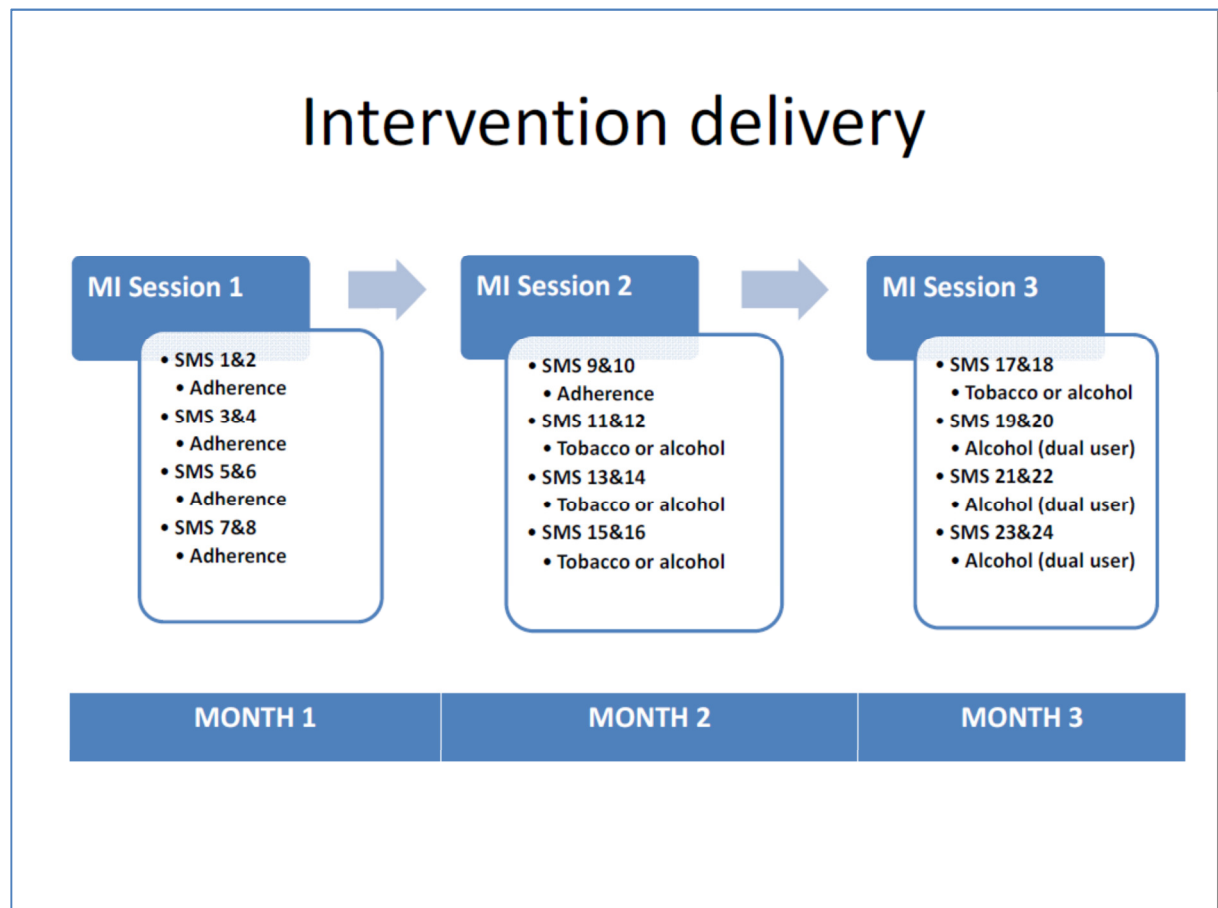 Intervention delivery
MI Session 1
• SMS 1&2
• Adherence
• SMS 3&4
• Adherence
• SMS 5&6
• Adherence
• SMS 7&8
• Adherence
MI Session 2
• SMS 9&10
• Adherence
• SMS 11&12
• Tobacco or alcohol
• SMS 13&14
• Tobacco or alcohol
• SMS 15&16
• Tobacco or alcohol
MI Session 3
• SMS 17&18
• Tobacco or alcohol
• SMS 19&20
• Alcohol (dual user)
• SMS 21&22
• Alcohol (dual user)
• SMS 23&24
• Alcohol (dual user)
MONTH 1
MONTH 2
MONTH 3